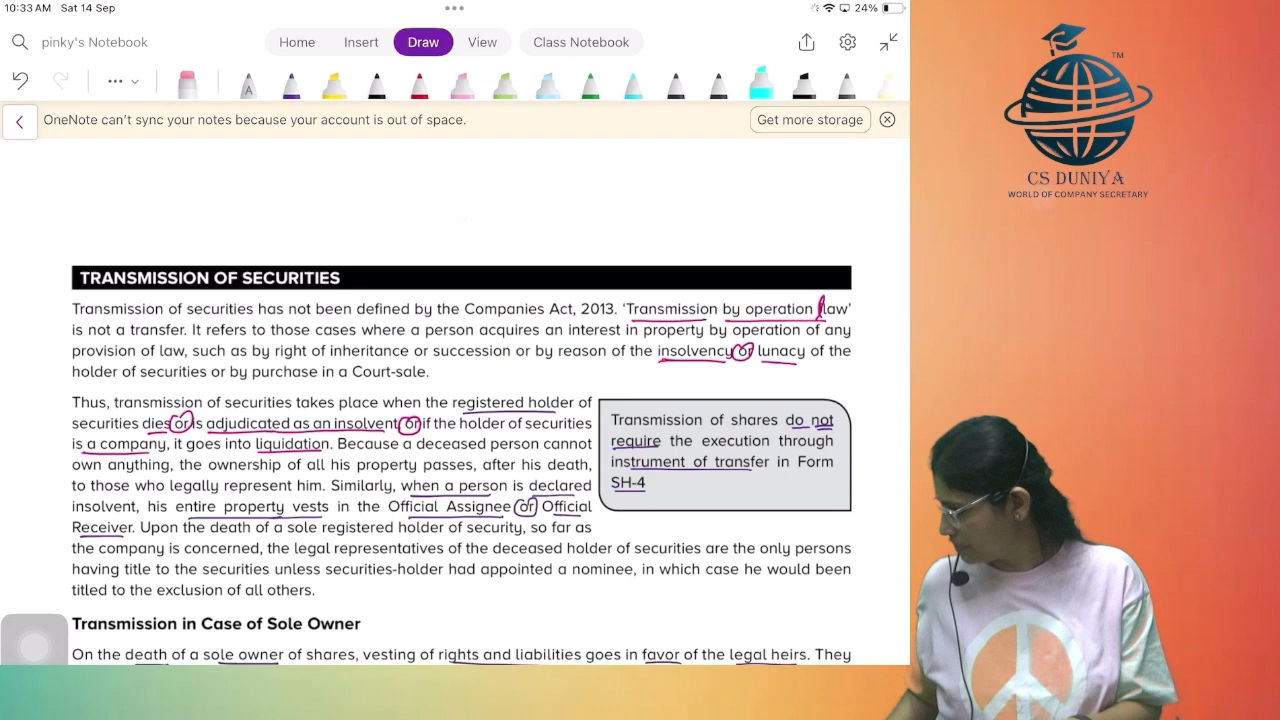 10:33 AM Sat 14 Sep
24%
pinky's Notebook
Home Insert Draw View Class Notebook
A
OneNote can't sync your notes because your account is out of space.
Get more storage
TM
CS DUNIYA
WORLD OF COMPANY SECRETARY
TRANSMISSION OF SECURITIES
Transmission of securities has not been defined by the Companies Act, 2013. 'Transmission by operation law'
is not a transfer. It refers to those cases where a person acquires an interest in property by operation of any
provision of law, such as by right of inheritance or succession or by reason of the insolvency or lunacy of the
holder of securities or by purchase in a Court-sale.
Thus, transmission of securities takes place when the registered holder of
securities dies or is adjudicated as an insolvent or if the holder of securities
is a company, it goes into liquidation. Because a deceased person cannot
own anything, the ownership of all his property passes, after his death,
to those who legally represent him. Similarly, when a person is declared
insolvent, his entire property vests in the Official Assignee or Official
Receiver. Upon the death of a sole registered holder of security, so far as
the company is concerned, the legal representatives of the deceased holder of securities are the only persons
having title to the securities unless securities-holder had appointed a nominee, in which case he would been
titled to the exclusion of all others.
Transmission of shares do not
require the execution through
instrument of transfer in Form
SH-4
Transmission in Case of Sole Owner
On the death of a sole owner of shares, vesting of rights and liabilities goes in favor of the legal heirs. They